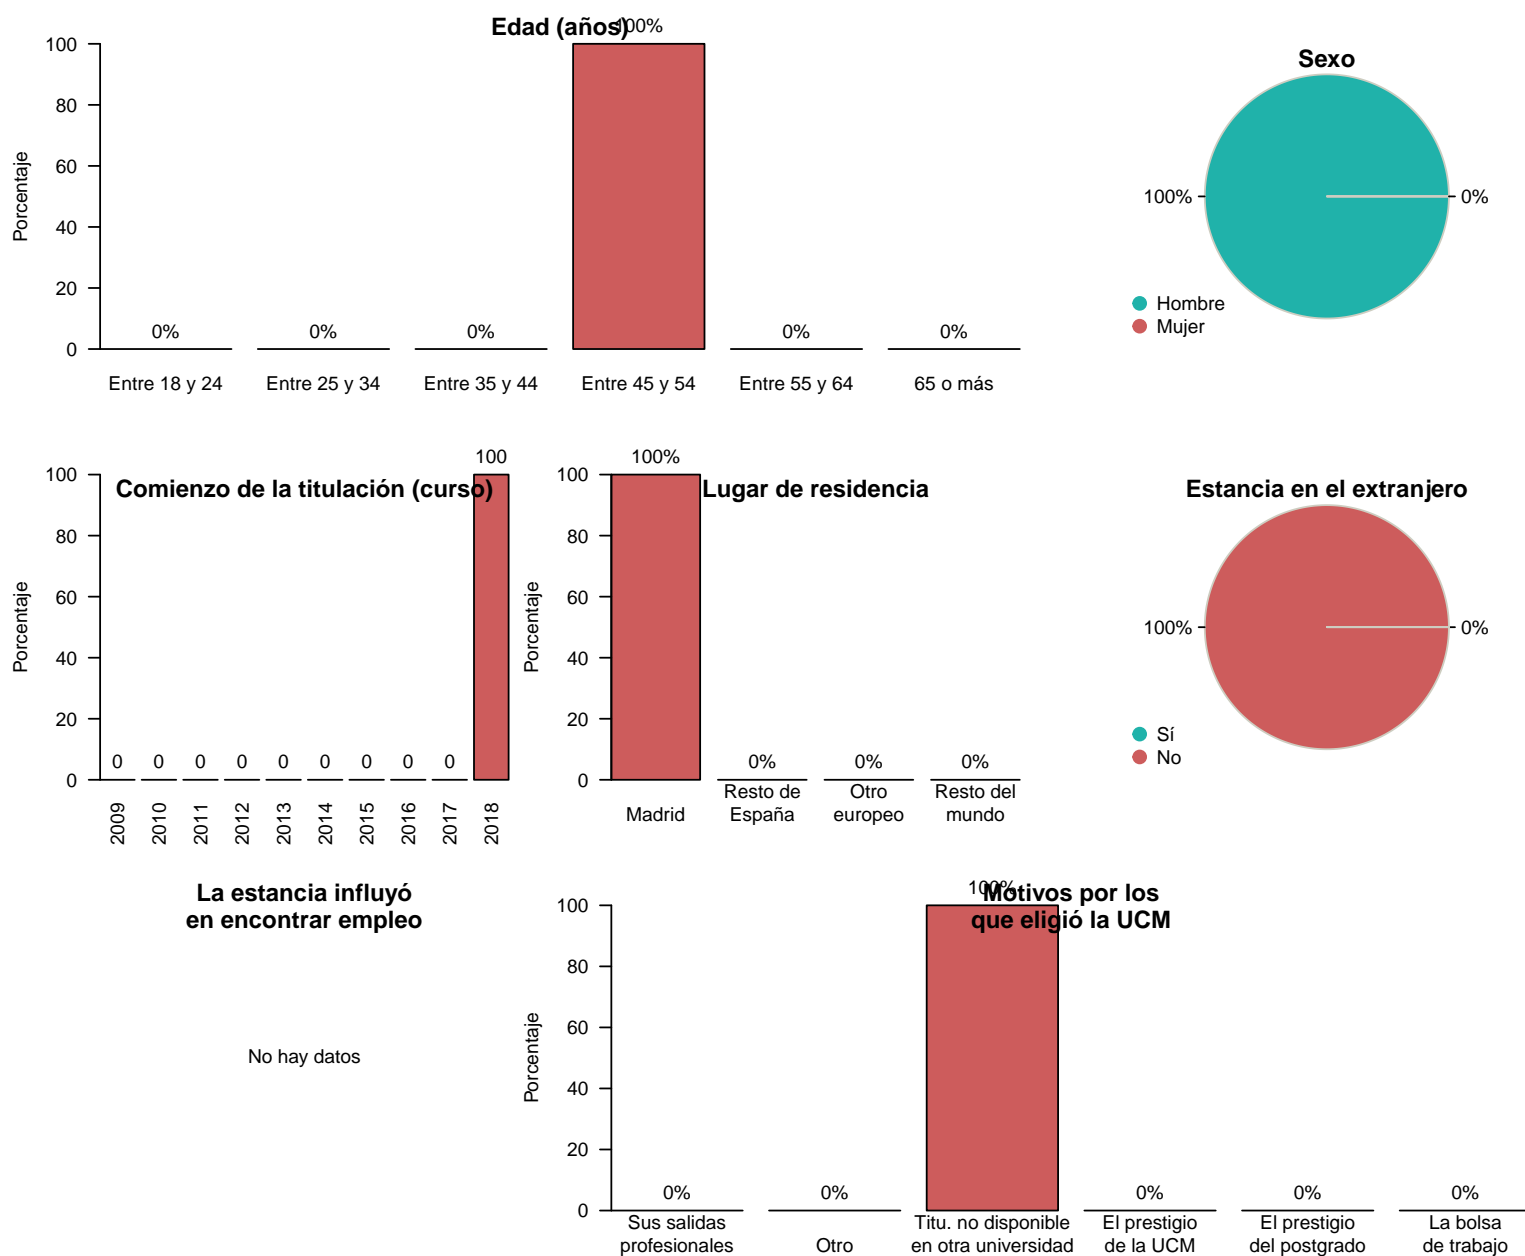 Edad (años)
100%
100
80
60
40
20
0
Porcentaje
0%
0%
0%
0%
0%
Entre 18 y 24
Entre 25 y 34
Entre 35 y 44
Entre 45 y 54
Entre 55 y 64
65 o más
Sexo
100%
0%
Hombre
Mujer
Comienzo de la titulación (curso)
100
100
80
60
40
20
0
Porcentaje
0
0
0
0
0
0
0
0
0
2009
2010
2011
2012
2013
2014
2015
2016
2017
2018
Lugar de residencia
100%
100
80
60
40
20
0
Porcentaje
0%
0%
0%
Madrid
Resto de
España
Otro
europeo
Resto del
mundo
Estancia en el extranjero
100%
0%
Sí
No
La estancia influyó
en encontrar empleo
No hay datos
Motivos por los
que eligió la UCM
100%
100
80
60
40
20
0
Porcentaje
0%
0%
0%
0%
0%
Sus salidas
profesionales
Otro
Titu. no disponible
en otra universidad
El prestigio
de la UCM
El prestigio
del postgrado
La bolsa
de trabajo